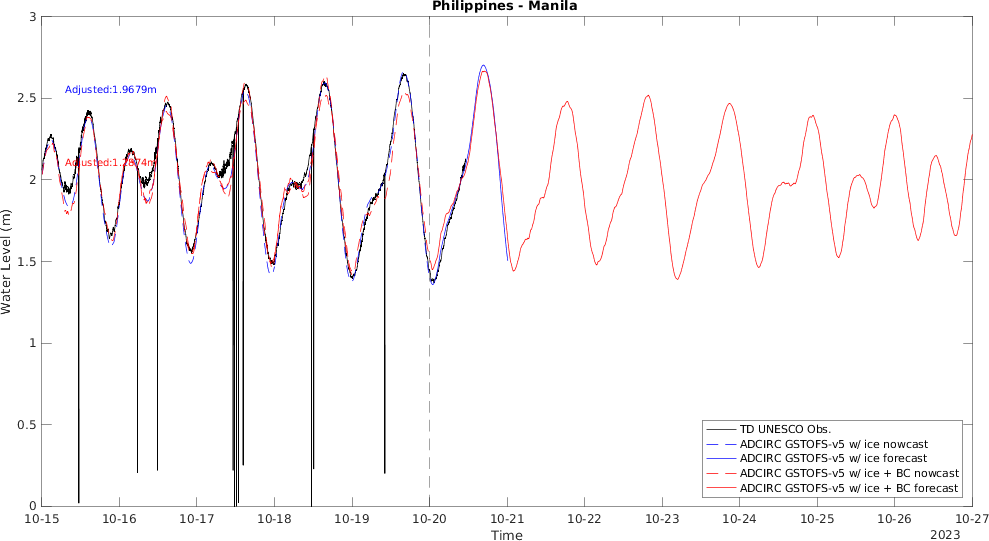 Philippines - Manila
3
2.5
2
1.5
1
0.5
0
Water Level (m)
Adjusted:1.9679m
Adjusted:1.2874m
10-15
10-16
10-17
10-18
10-19
10-20
10-21
10-22
10-23
10-24
10-25
10-26
10-27
Time
2023
TD UNESCO Obs.
ADCIRC GSTOFS-v5 w/ ice nowcast
ADCIRC GSTOFS-v5 w/ ice forecast
ADCIRC GSTOFS-v5 w/ ice + BC nowcast
ADCIRC GSTOFS-v5 w/ ice + BC forecast